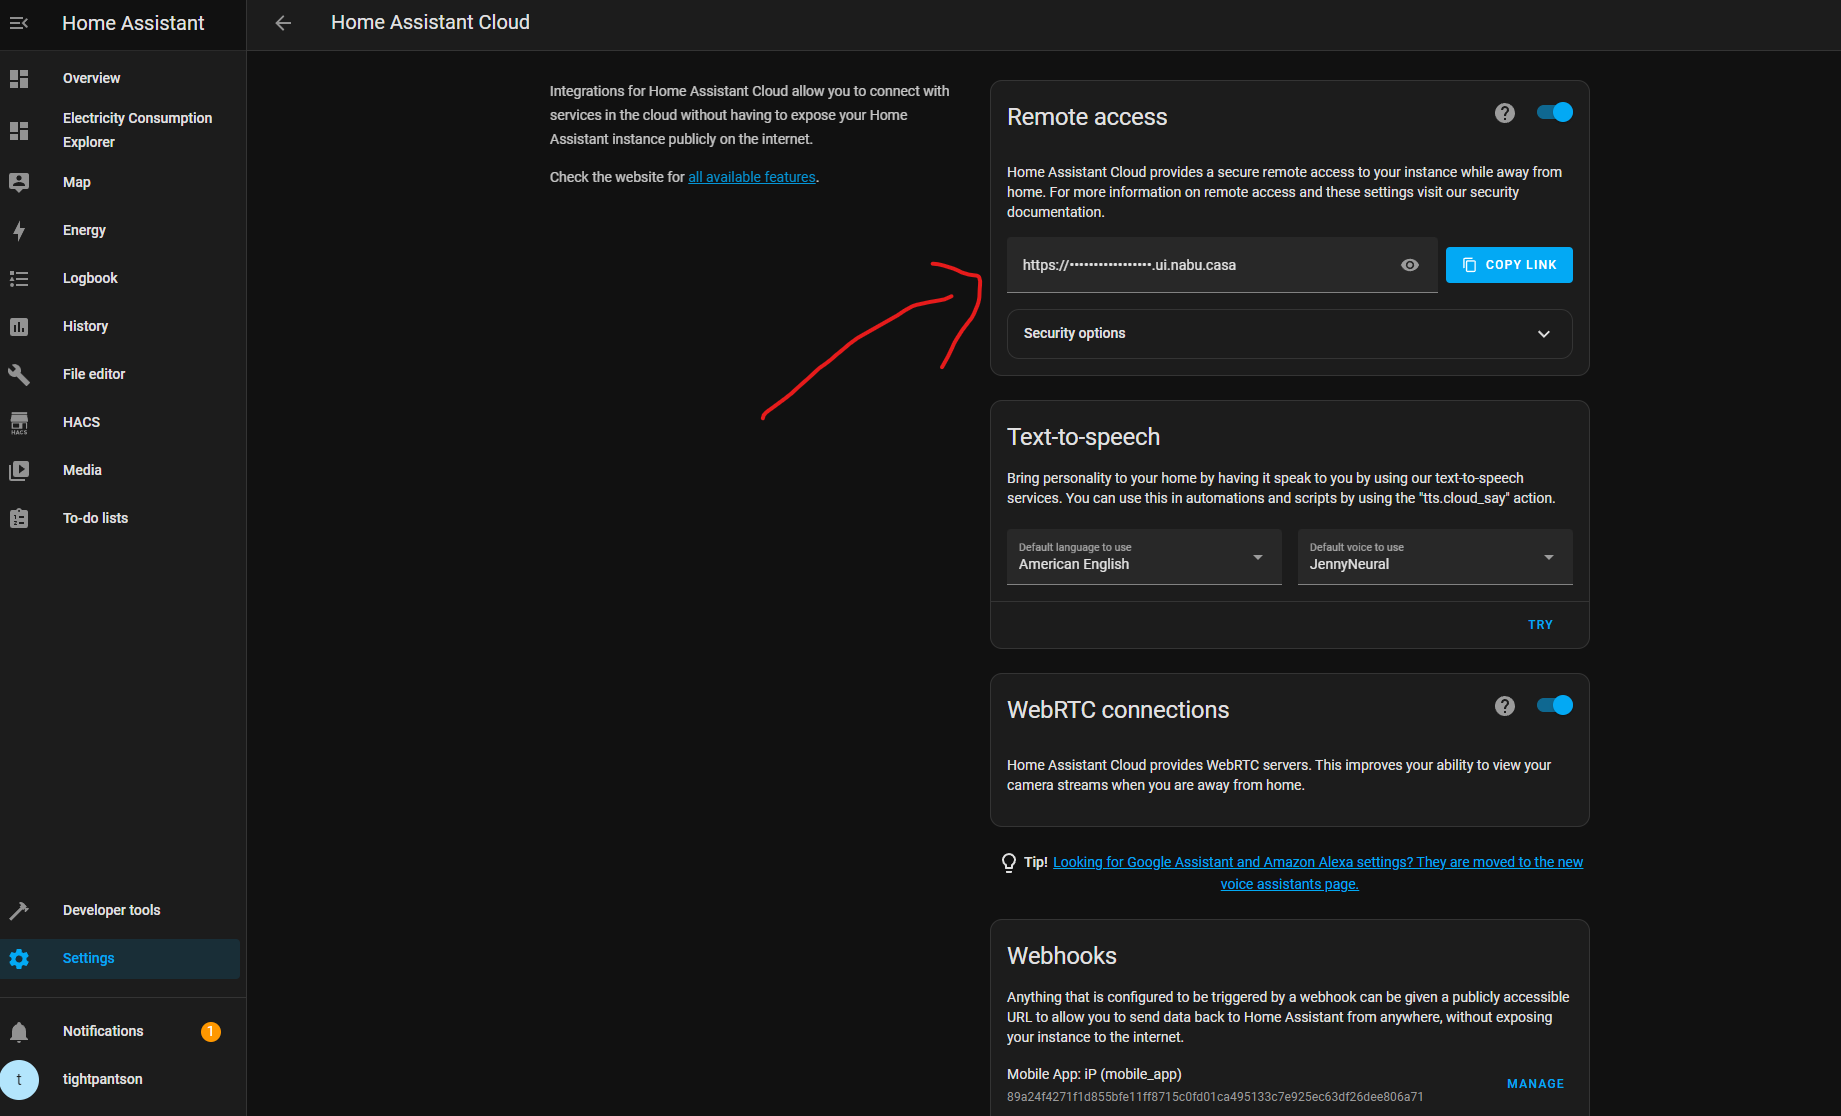 Home Assistant
Home Assistant Cloud
Overview
Electricity Consumption
Explorer
Map
Energy
Logbook
History
File editor
HACS
HACS
Media
To-do lists
Developer tools
Settings
Notifications
1
t
tightpantson
Integrations for Home Assistant Cloud allow you to connect with
services in the cloud without having to expose your Home
Assistant instance publicly on the internet.
Check the website for all available features.
Remote access
Home Assistant Cloud provides a secure remote access to your instance while away from
home. For more information on remote access and these settings visit our security
documentation.
https://•••••••••••••••••.ui.nabu.casa
COPY LINK
Security options
Text-to-speech
Bring personality to your home by having it speak to you by using our text-to-speech
services. You can use this in automations and scripts by using the "tts.cloud_say" action.
Default language to use
American English
Default voice to use
JennyNeural
TRY
WebRTC connections
Home Assistant Cloud provides WebRTC servers. This improves your ability to view your
camera streams when you are away from home.
Tip! Looking for Google Assistant and Amazon Alexa settings? They are moved to the new
voice assistants page.
Webhooks
Anything that is configured to be triggered by a webhook can be given a publicly accessible
URL to allow you to send data back to Home Assistant from anywhere, without exposing
your instance to the internet.
Mobile App: iP (mobile_app)
89a24f4271f1d855bfe11ff8715c0fd01ca495133c7e925ec63df26dee806a71
MANAGE